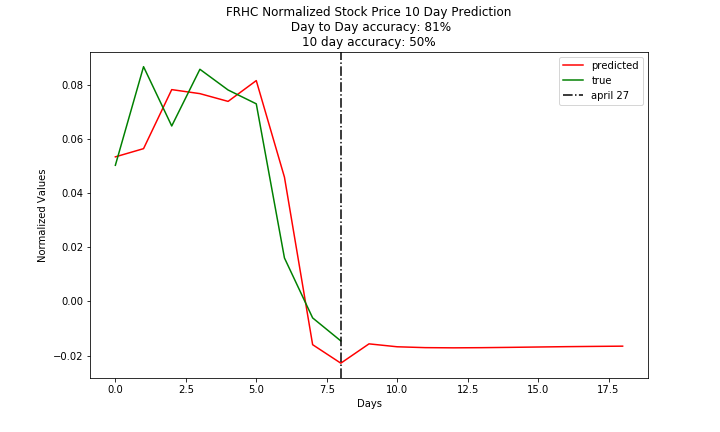 FRHC Normalized Stock Price 10 Day Prediction
Day to Day accuracy: 81%
10 day accuracy: 50%
predicted
true
april 27
0.08
0.06
0.04
0.02
0.00
−0.02
Normalized Values
0.0 2.5 5.0 7.5 10.0 12.5 15.0 17.5
Days